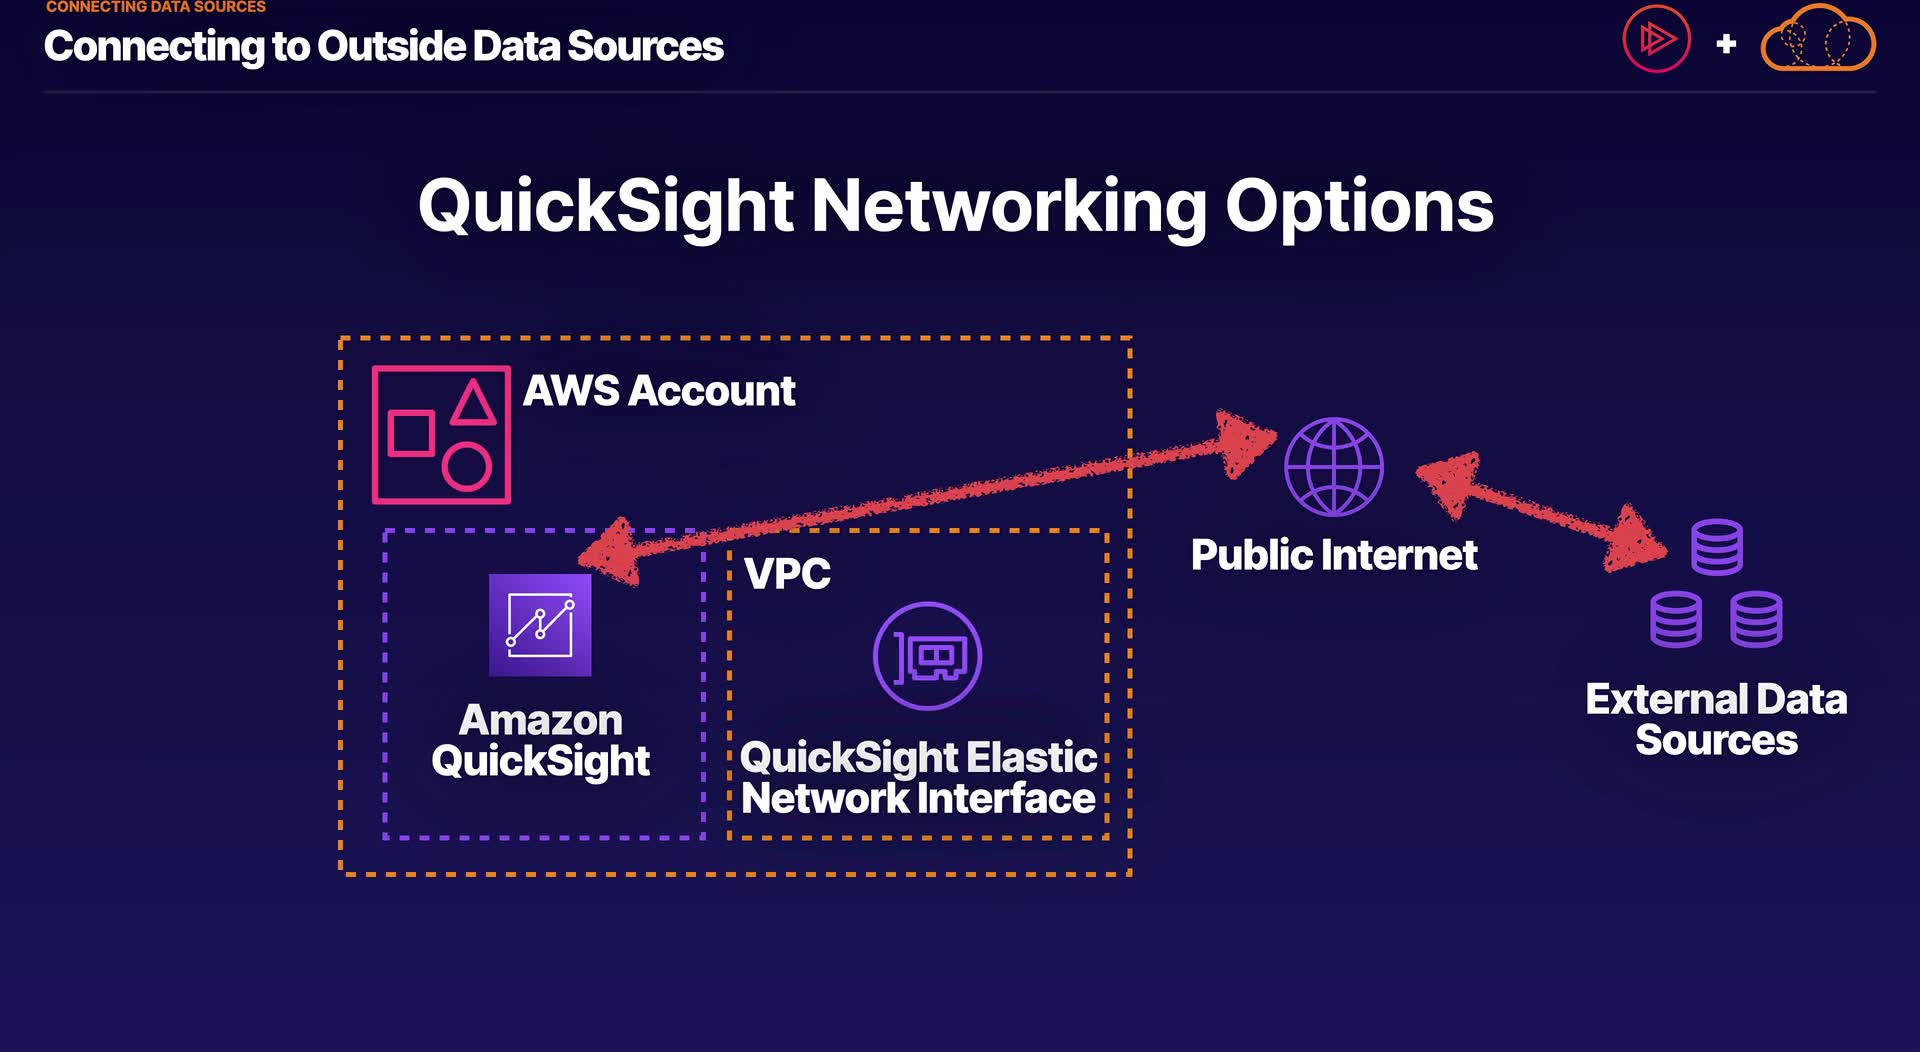 CONNECTING DATA SOURCES
Connecting to Outside Data Sources
QuickSight Networking Options
AWS Account
VPC
Public Internet
Amazon
QuickSight
QuickSight Elastic
Network Interface
External Data
Sources